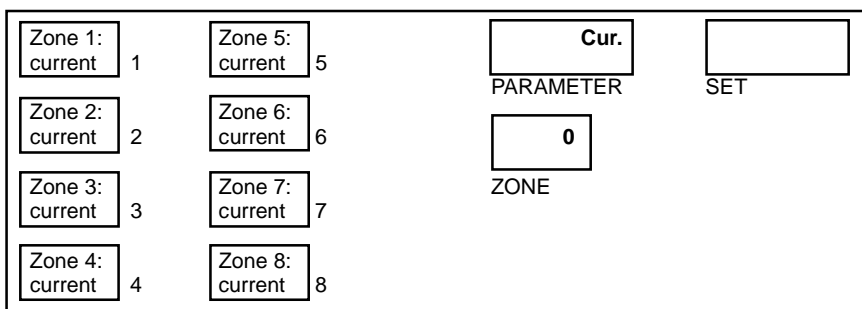 Zone 1:
current 1
Zone 2:
current 2
Zone 3:
current 3
Zone 4:
current 4
Zone 5:
current 5
Zone 6:
current 6
Zone 7:
current 7
Zone 8:
current 8
Cur.
PARAMETER
SET
0
ZONE